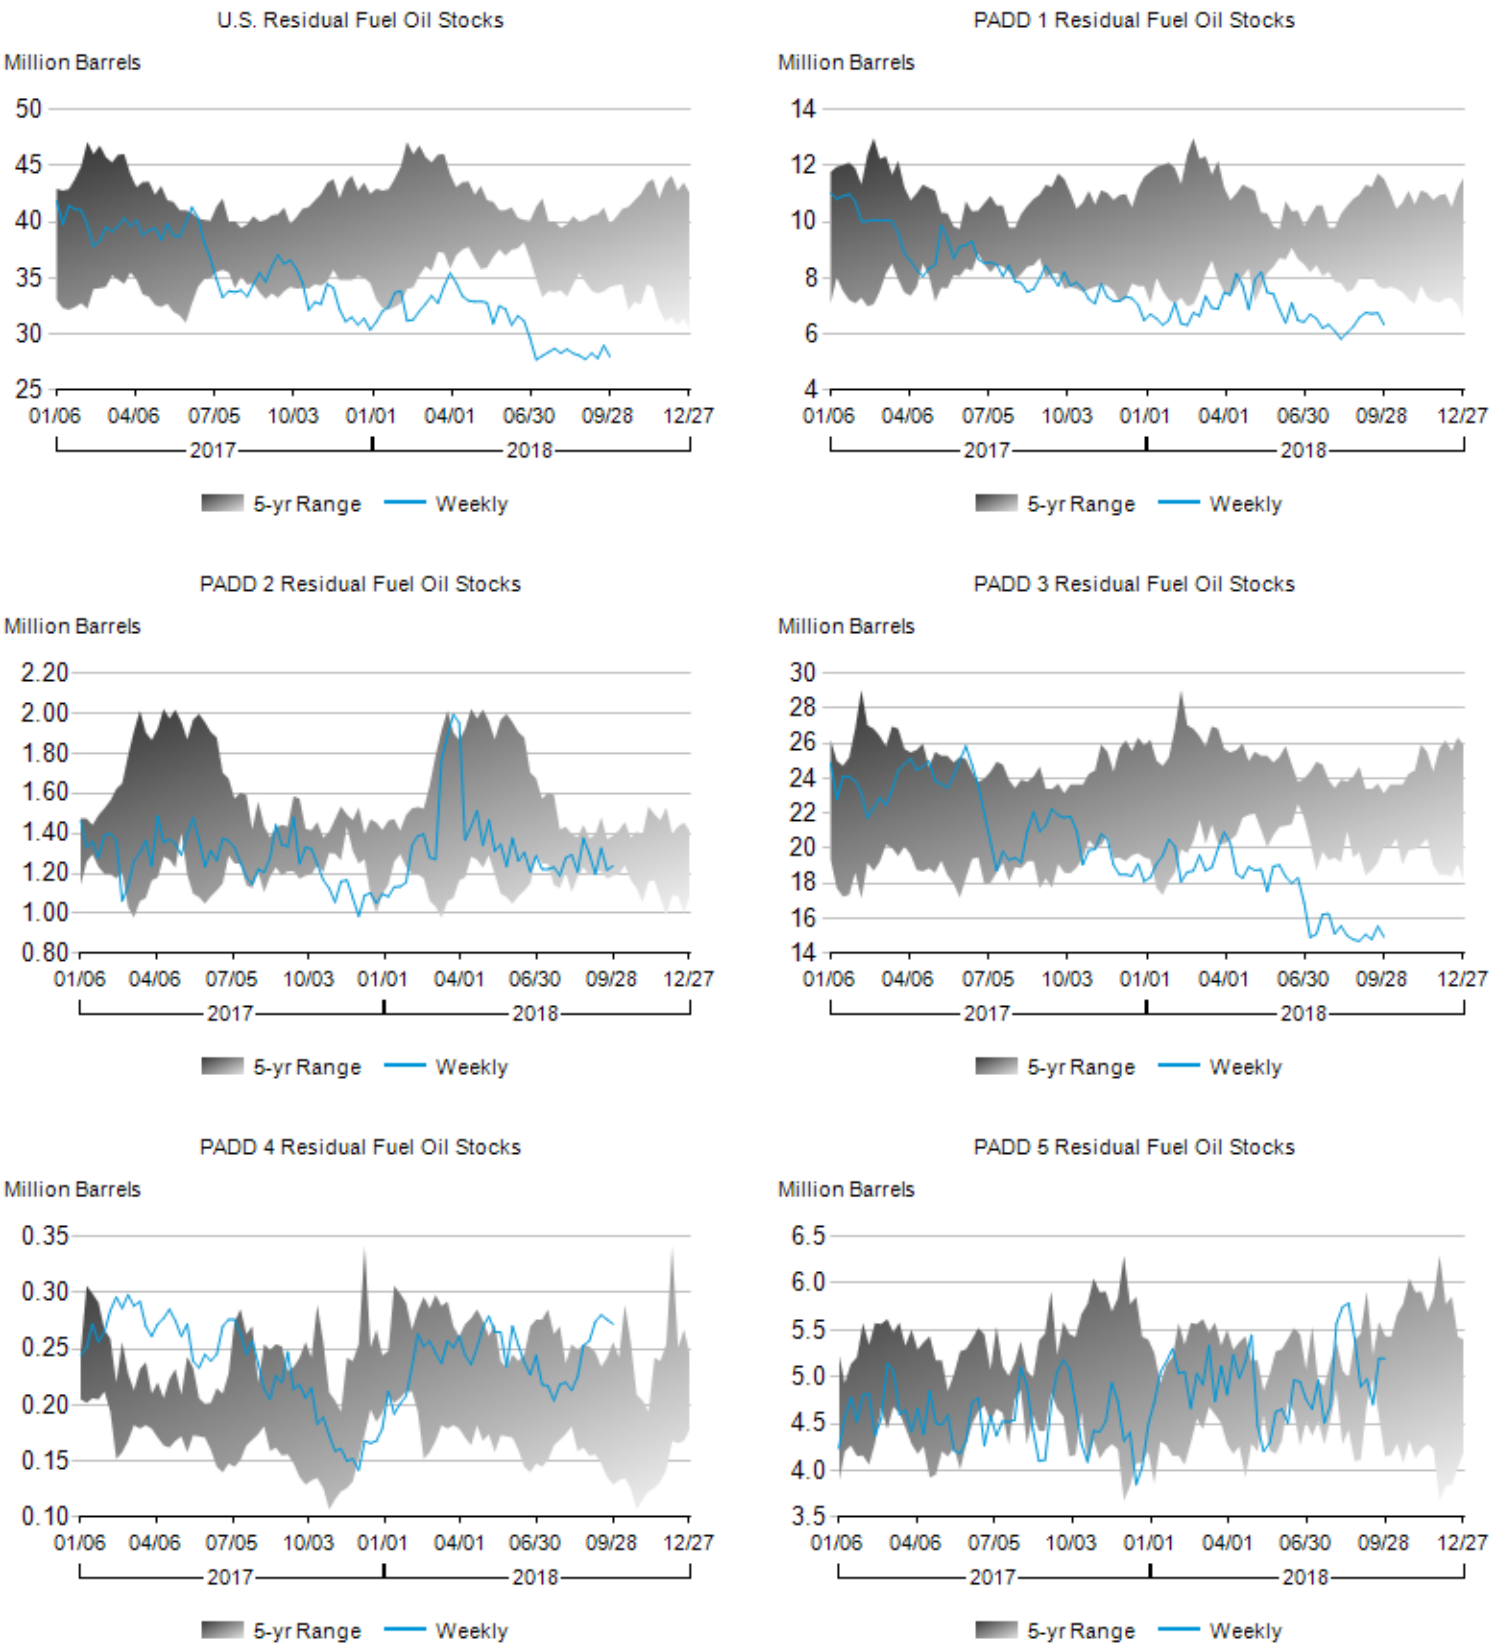 U.S. Residual Fuel Oil Stocks
Million Barrels
50
45
40
35
30
25
01/06 04/06 07/05 10/03 01/01 04/01 06/30 09/28 12/27
2017 2018
5-yr Range Weekly
PADD 1 Residual Fuel Oil Stocks
Million Barrels
14
12
10
8
6
4
01/06 04/06 07/05 10/03 01/01 04/01 06/30 09/28 12/27
2017 2018
5-yr Range Weekly
PADD 2 Residual Fuel Oil Stocks
Million Barrels
2.20
2.00
1.80
1.60
1.40
1.20
1.00
0.80
01/06 04/06 07/05 10/03 01/01 04/01 06/30 09/28 12/27
2017 2018
5-yr Range Weekly
PADD 3 Residual Fuel Oil Stocks
Million Barrels
30
28
26
24
22
20
18
16
14
01/06 04/06 07/05 10/03 01/01 04/01 06/30 09/28 12/27
2017 2018
5-yr Range Weekly
PADD 4 Residual Fuel Oil Stocks
Million Barrels
0.35
0.30
0.25
0.20
0.15
0.10
01/06 04/06 07/05 10/03 01/01 04/01 06/30 09/28 12/27
2017 2018
5-yr Range Weekly
PADD 5 Residual Fuel Oil Stocks
Million Barrels
6.5
6.0
5.5
5.0
4.5
4.0
3.5
01/06 04/06 07/05 10/03 01/01 04/01 06/30 09/28 12/27
2017 2018
5-yr Range Weekly